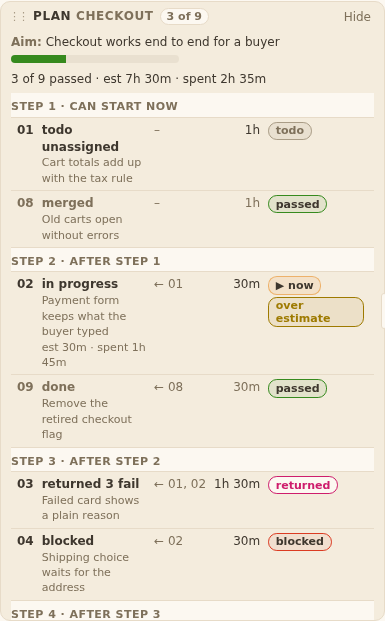 PLAN CHECKOUT 3 of 9 Hide
Aim: Checkout works end to end for a buyer
3 of 9 passed · est 7h 30m · spent 2h 35m
STEP 1 · CAN START NOW
01 todo – 1h todo
unassigned
Cart totals add up
with the tax rule
08 merged – 1h passed
Old carts open
without errors
STEP 2 · AFTER STEP 1
02 in progress ← 01 30m ▶ now
Payment form over
keeps what the estimate
buyer typed
est 30m · spent 1h
45m
09 done ← 08 30m passed
Remove the
retired checkout
flag
STEP 3 · AFTER STEP 2
03 returned 3 fail ← 01, 02 1h 30m returned
Failed card shows
a plain reason
04 blocked ← 02 30m blocked
Shipping choice
waits for the
address
STEP 4 · AFTER STEP 3